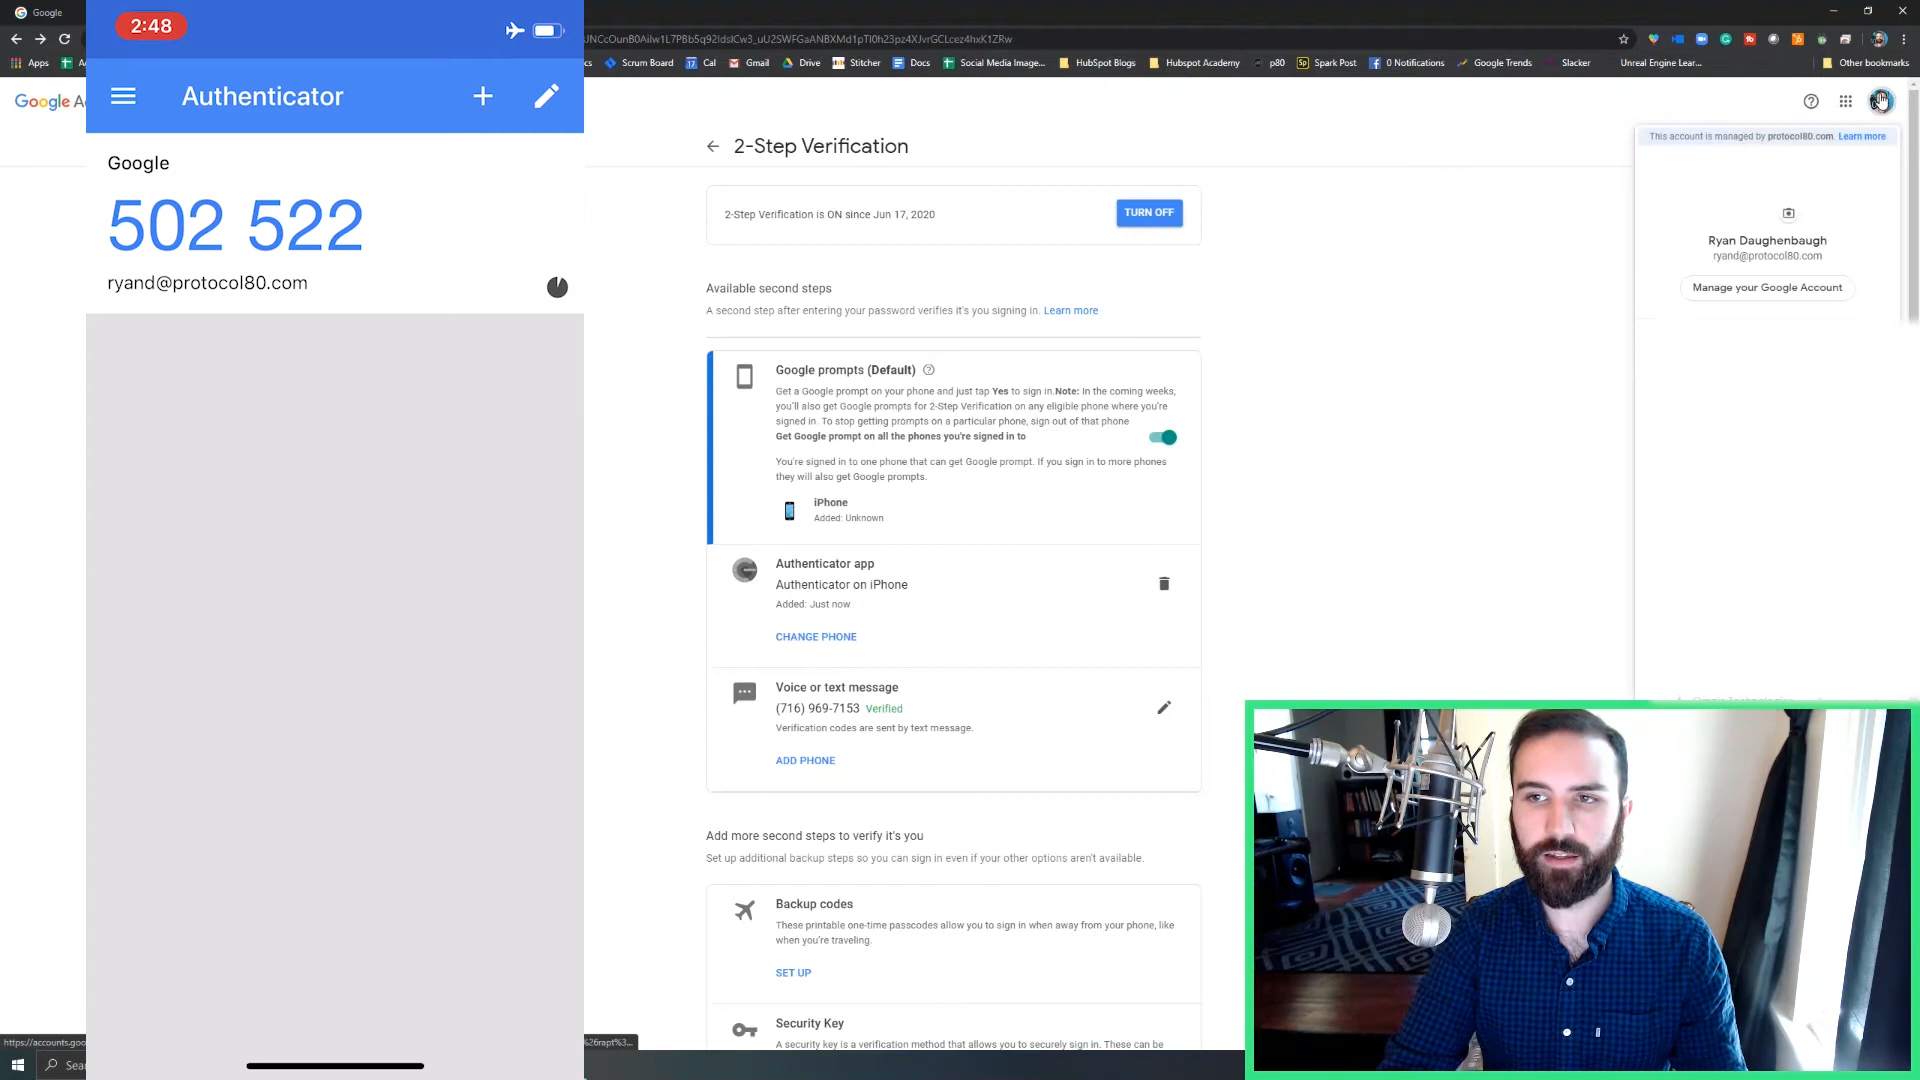 Google
JNCcOunB0Ailw1L7PBb5q92IdsICw3_uU2SWFGaANBXMd1pTI0h23pz4XJvrGCLcez4hxK1ZRw
Apps
Scrum Board
Cal
Gmail
Drive
Stitcher
Docs
Social Media Image...
HubSpot Blogs
Hubspot Academy
p80
Spark Post
0 Notifications
Google Trends
Slacker
Unreal Engine Lear...
Other bookmarks
2:48
Authenticator
Google
502 522
ryand@protocol80.com
Google Ac
2-Step Verification
2-Step Verification is ON since Jun 17, 2020
TURN OFF
Available second steps
A second step after entering your password verifies it's you signing in. Learn more
Google prompts (Default)
Get a Google prompt on your phone and just tap Yes to sign in.Note: In the coming weeks,
you'll also get Google prompts for 2-Step Verification on any eligible phone where you're
signed in. To stop getting prompts on a particular phone, sign out of that phone
Get Google prompt on all the phones you're signed in to
You're signed in to one phone that can get Google prompt. If you sign in to more phones
they will also get Google prompts.
iPhone
Added: Unknown
Authenticator app
Authenticator on iPhone
Added: Just now
CHANGE PHONE
Voice or text message
(716) 969-7153 Verified
Verification codes are sent by text message.
ADD PHONE
Add more second steps to verify it's you
Set up additional backup steps so you can sign in even if your other options aren't available.
Backup codes
These printable one-time passcodes allow you to sign in when away from your phone, like
when you're traveling.
SET UP
Security Key
A security key is a verification method that allows you to securely sign in. These can be
This account is managed by protocol80.com. Learn more
Ryan Daughenbaugh
ryand@protocol80.com
Manage your Google Account
https://accounts.goo
%26rapt%3...
Sear